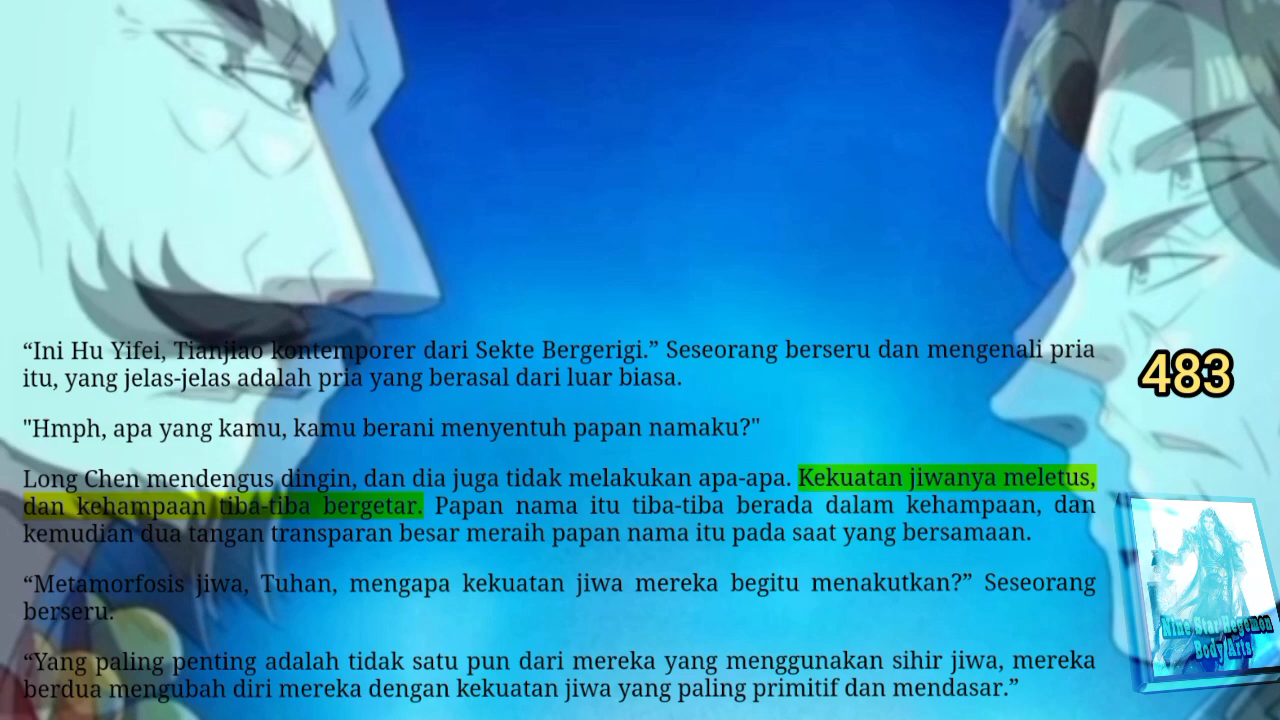 “Ini Hu Yifei, Tianjiao kontemporer dari Sekte Bergerigi.” Seseorang berseru dan mengenali pria
itu, yang jelas-jelas adalah pria yang berasal dari luar biasa.
"Hmph, apa yang kamu, kamu berani menyentuh papan namaku?"
Long Chen mendengus dingin, dan dia juga tidak melakukan apa-apa. Kekuatan jiwanya meletus,
dan kehampaan tiba-tiba bergetar. Papan nama itu tiba-tiba berada dalam kehampaan, dan
kemudian dua tangan transparan besar meraih papan nama itu pada saat yang bersamaan.
“Metamorfosis jiwa, Tuhan, mengapa kekuatan jiwa mereka begitu menakutkan?” Seseorang
berseru.
“Yang paling penting adalah tidak satu pun dari mereka yang menggunakan sihir jiwa, mereka
berdua mengubah diri mereka dengan kekuatan jiwa yang paling primitif dan mendasar.”
483
Nine Star Hegemon
Body Arts